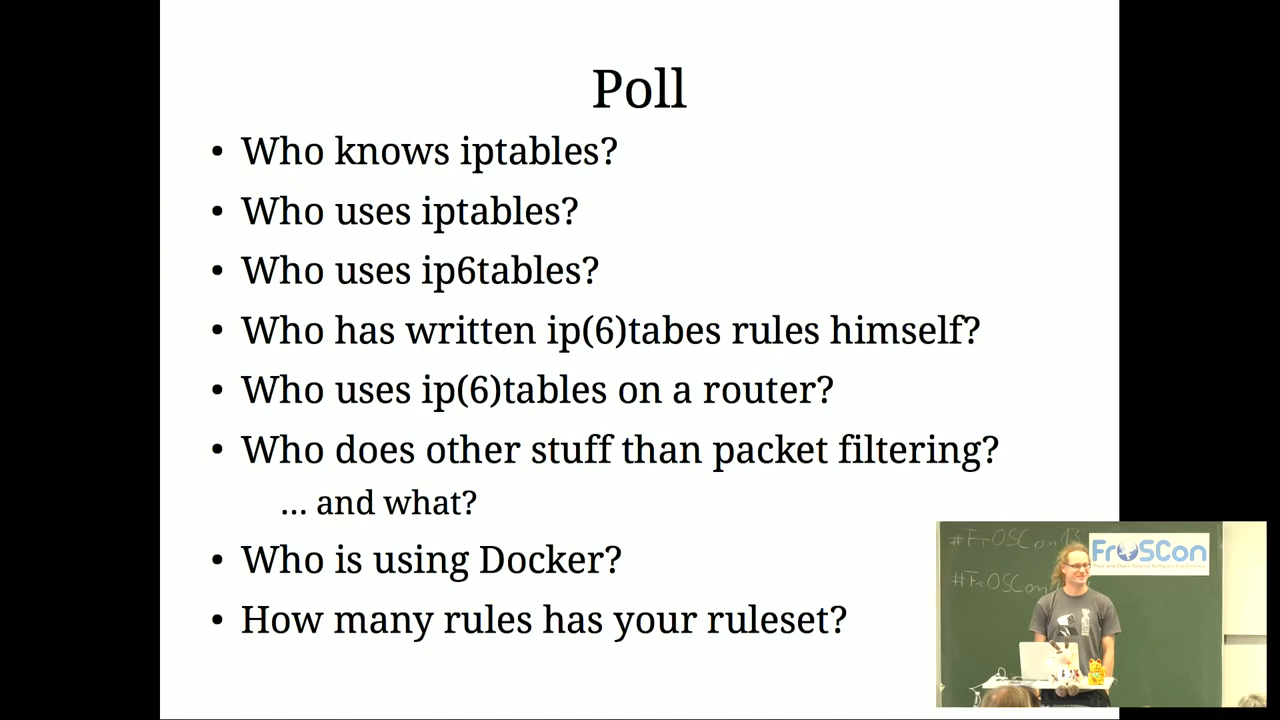 Poll
• Who knows iptables?
• Who uses iptables?
• Who uses ip6tables?
• Who has written ip(6)tabes rules himself?
• Who uses ip(6)tables on a router?
• Who does other stuff than packet filtering?
... and what?
• Who is using Docker?
• How many rules has your ruleset?
#FrOSCon13
FrOSCon
Free and Open Source Software Conference
#FrOSCon